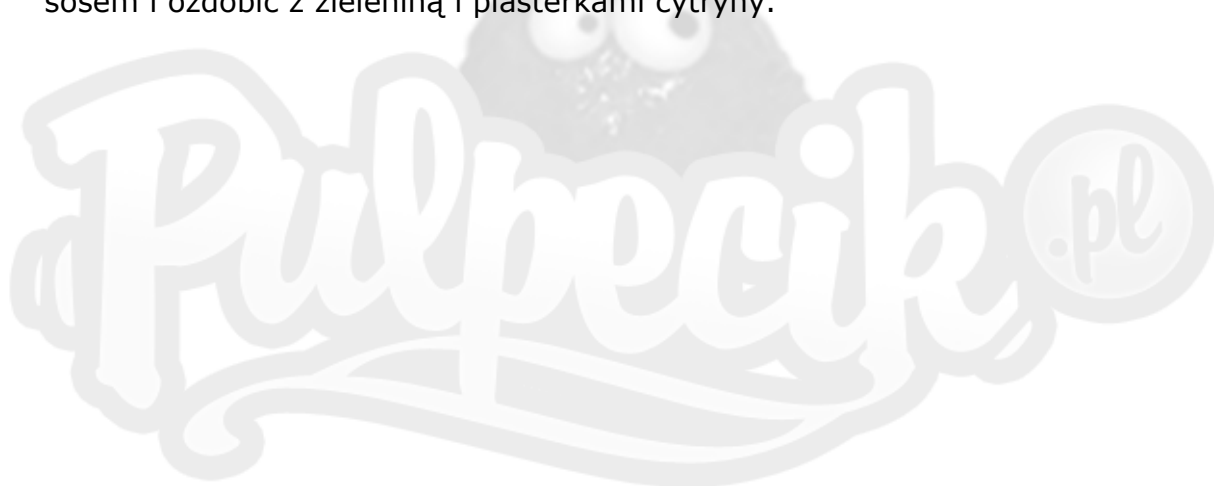 sosem i ozdobić z zieleniną i plasterkami cytryny.
Pulpecik
.pl